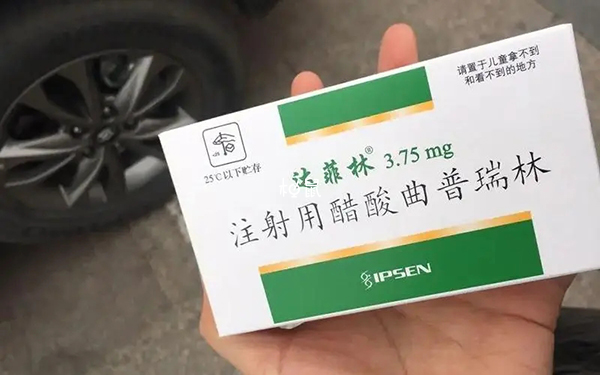 请置于儿童拿不到
和看不到的地方
25℃以下贮存
达菲林® 3.75 mg
注射用醋酸曲普瑞林
IPSEN